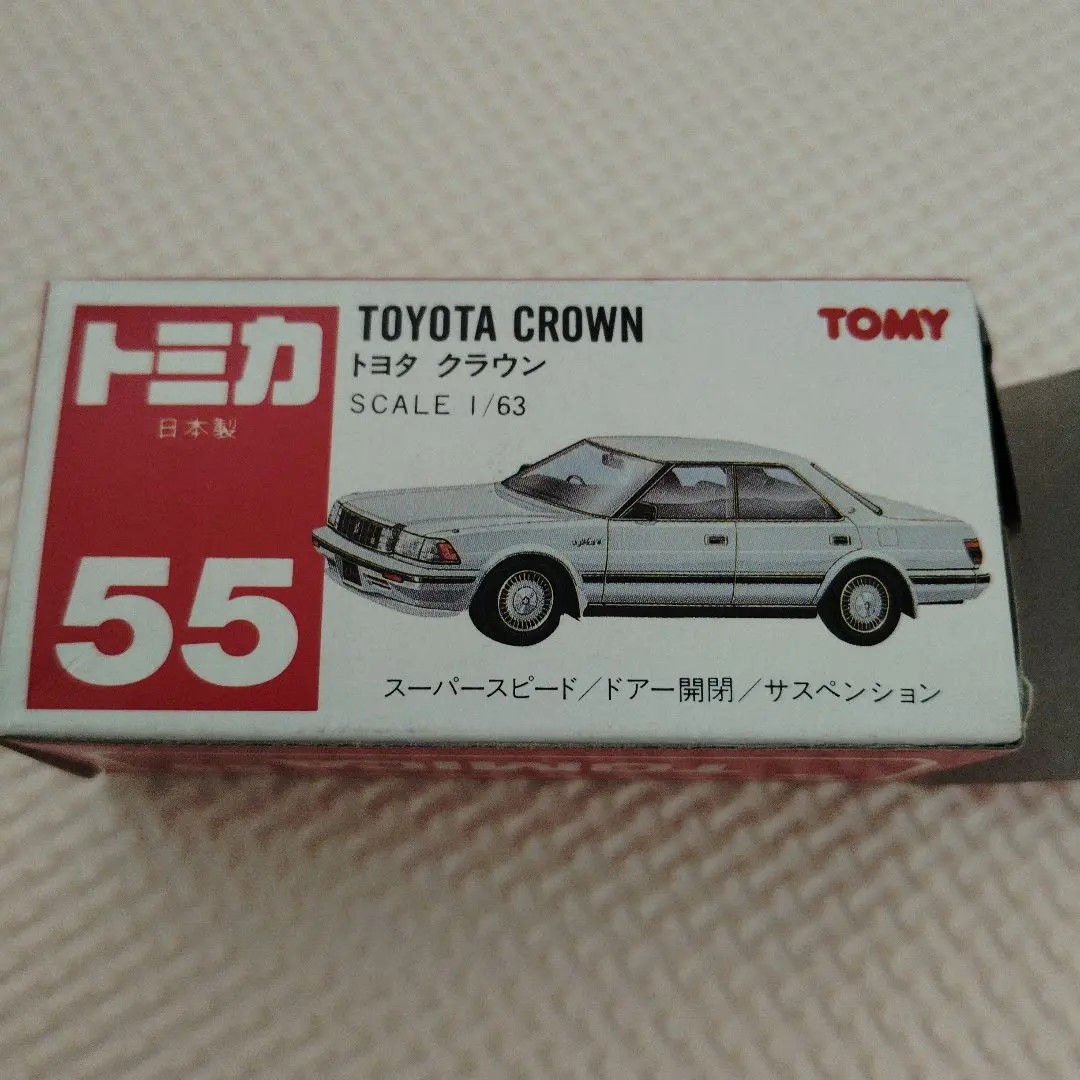 トミカ
日本製
55
TOYOTA CROWN
トヨタ クラウン
SCALE 1/63
TOMY
スーパースピード/ドアー開閉/サスペンション